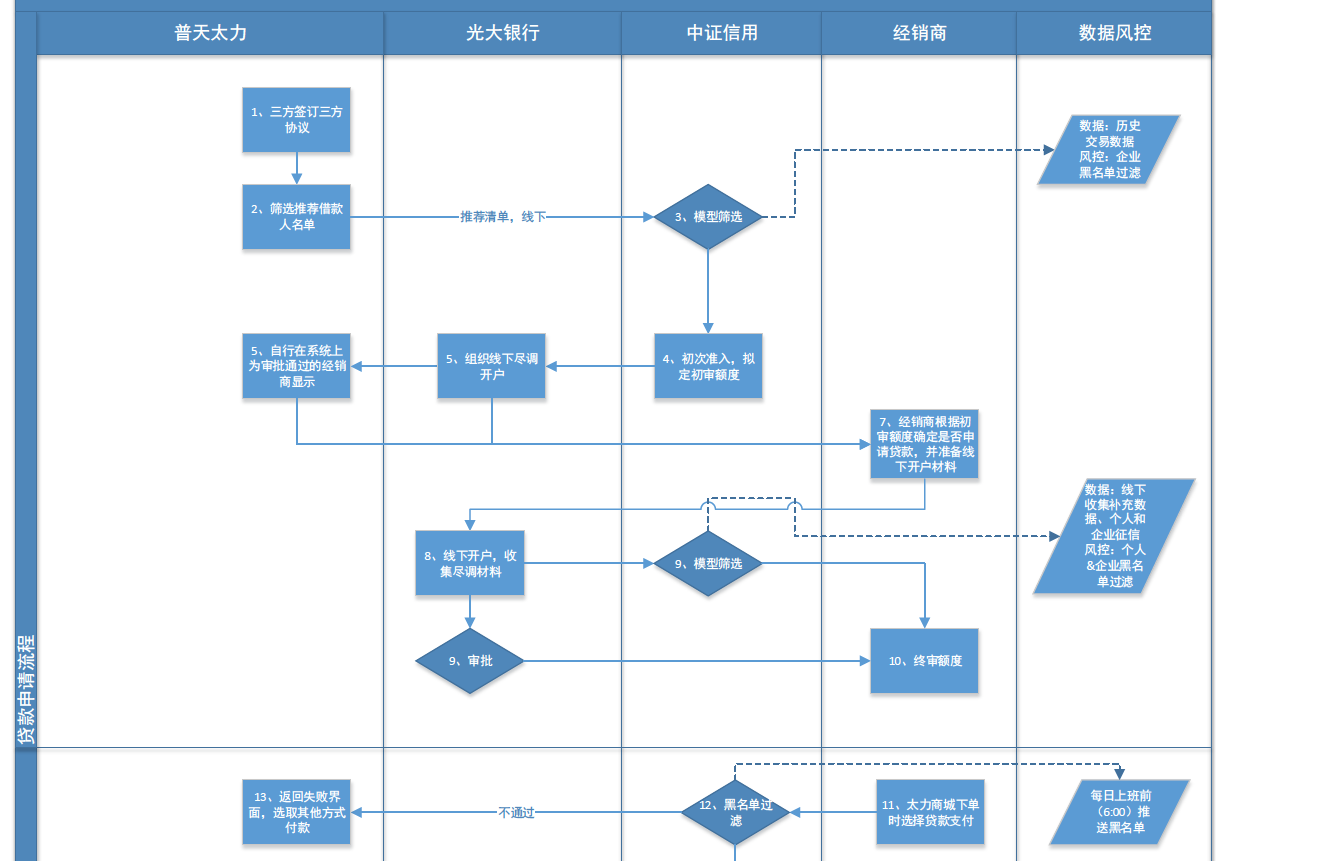 普天太力
光大银行
中证信用
经销商
数据风控
1、三方签订三方
协议
数据：历史
交易数据
风控：企业
黑名单过滤
2、筛选推荐借款
人名单
推荐清单，线下
3、模型筛选
5、自行在系统上
为审批通过的经销
商显示
5、组织线下尽调
开户
4、初次准入，拟
定初审额度
7、经销商根据初
审额度确定是否申
请贷款，并准备线
下开户材料
数据：线下
收集补充数
据、个人和
企业征信
风控：个人
&企业黑名
单过滤
8、线下开户，收
集尽调材料
9、模型筛选
9、审批
10、终审额度
贷款申请流程
13、返回失败界
面，选取其他方式
付款
不通过
12、黑名单过
滤
11、太力商城下单
时选择贷款支付
每日上班前
（6:00）推
送黑名单